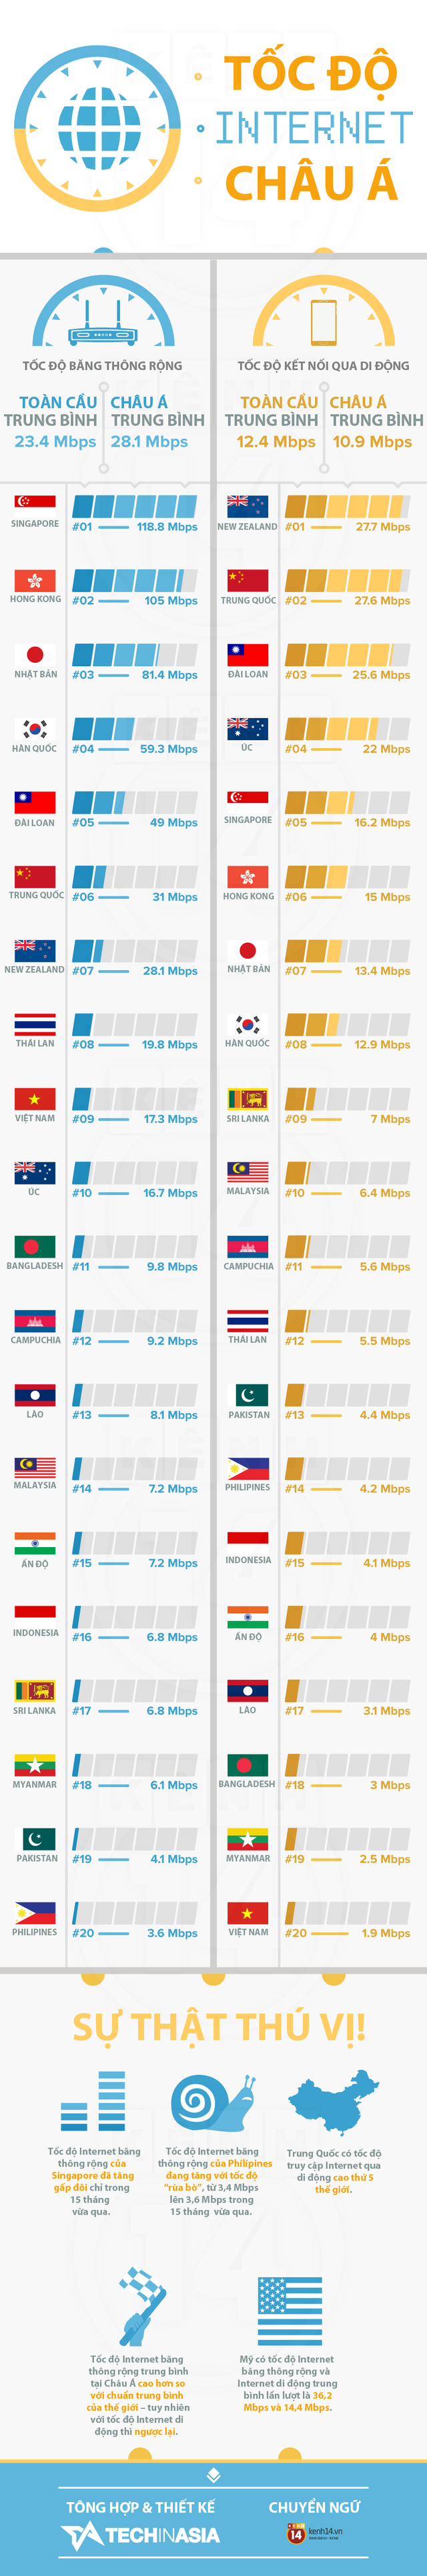 TỐC ĐỘ
INTERNET
CHÂU Á
TỐC ĐỘ BĂNG THÔNG RỘNG
TOÀN CẦU
TRUNG BÌNH
23.4 Mbps
CHÂU Á
TRUNG BÌNH
28.1 Mbps
SINGAPORE
#01 118.8 Mbps
HONG KONG
#02 105 Mbps
NHẬT BẢN
#03 81.4 Mbps
HÀN QUỐC
#04 59.3 Mbps
ĐÀI LOAN
#05 49 Mbps
TRUNG QUỐC
#06 31 Mbps
NEW ZEALAND
#07 28.1 Mbps
THÁI LAN
#08 19.8 Mbps
VIỆT NAM
#09 17.3 Mbps
ÚC
#10 16.7 Mbps
BANGLADESH
#11 9.8 Mbps
CAMPUCHIA
#12 9.2 Mbps
LÀO
#13 8.1 Mbps
MALAYSIA
#14 7.2 Mbps
ẤN ĐỘ
#15 7.2 Mbps
INDONESIA
#16 6.8 Mbps
SRI LANKA
#17 6.8 Mbps
MYANMAR
#18 6.1 Mbps
PAKISTAN
#19 4.1 Mbps
PHILIPINES
#20 3.6 Mbps
TỐC ĐỘ KẾT NỐI QUA DI ĐỘNG
TOÀN CẦU
TRUNG BÌNH
12.4 Mbps
CHÂU Á
TRUNG BÌNH
10.9 Mbps
NEW ZEALAND
#01 27.7 Mbps
TRUNG QUỐC
#02 27.6 Mbps
ĐÀI LOAN
#03 25.6 Mbps
ÚC
#04 22 Mbps
SINGAPORE
#05 16.2 Mbps
HONG KONG
#06 15 Mbps
NHẬT BẢN
#07 13.4 Mbps
HÀN QUỐC
#08 12.9 Mbps
SRI LANKA
#09 7 Mbps
MALAYSIA
#10 6.4 Mbps
CAMPUCHIA
#11 5.6 Mbps
THÁI LAN
#12 5.5 Mbps
PAKISTAN
#13 4.4 Mbps
PHILIPINES
#14 4.2 Mbps
INDONESIA
#15 4.1 Mbps
ẤN ĐỘ
#16 4 Mbps
LÀO
#17 3.1 Mbps
BANGLADESH
#18 3 Mbps
MYANMAR
#19 2.5 Mbps
VIỆT NAM
#20 1.9 Mbps
SỰ THẬT THÚ VỊ!
Tốc độ Internet băng
thông rộng của
Singapore đã tăng
gấp đôi chỉ trong
15 tháng
vừa qua.
Tốc độ Internet băng
thông rộng của Philipines
đang tăng với tốc độ
"rùa bò", từ 3,4 Mbps
lên 3,6 Mbps trong
15 tháng vừa qua.
Trung Quốc có tốc độ
truy cập Internet qua
di động cao thứ 5
thế giới.
Tốc độ Internet băng
thông rộng trung bình
tại Châu Á cao hơn so
với chuẩn trung bình
của thế giới – tuy nhiên
với tốc độ Internet di
động thì ngược lại.
Mỹ có tốc độ Internet
băng thông rộng và
Internet di động trung
bình lần lượt là 36,2
Mbps và 14,4 Mbps.
TỔNG HỢP & THIẾT KẾ
TECHINASIA
CHUYỂN NGỮ
14
kenh14.vn